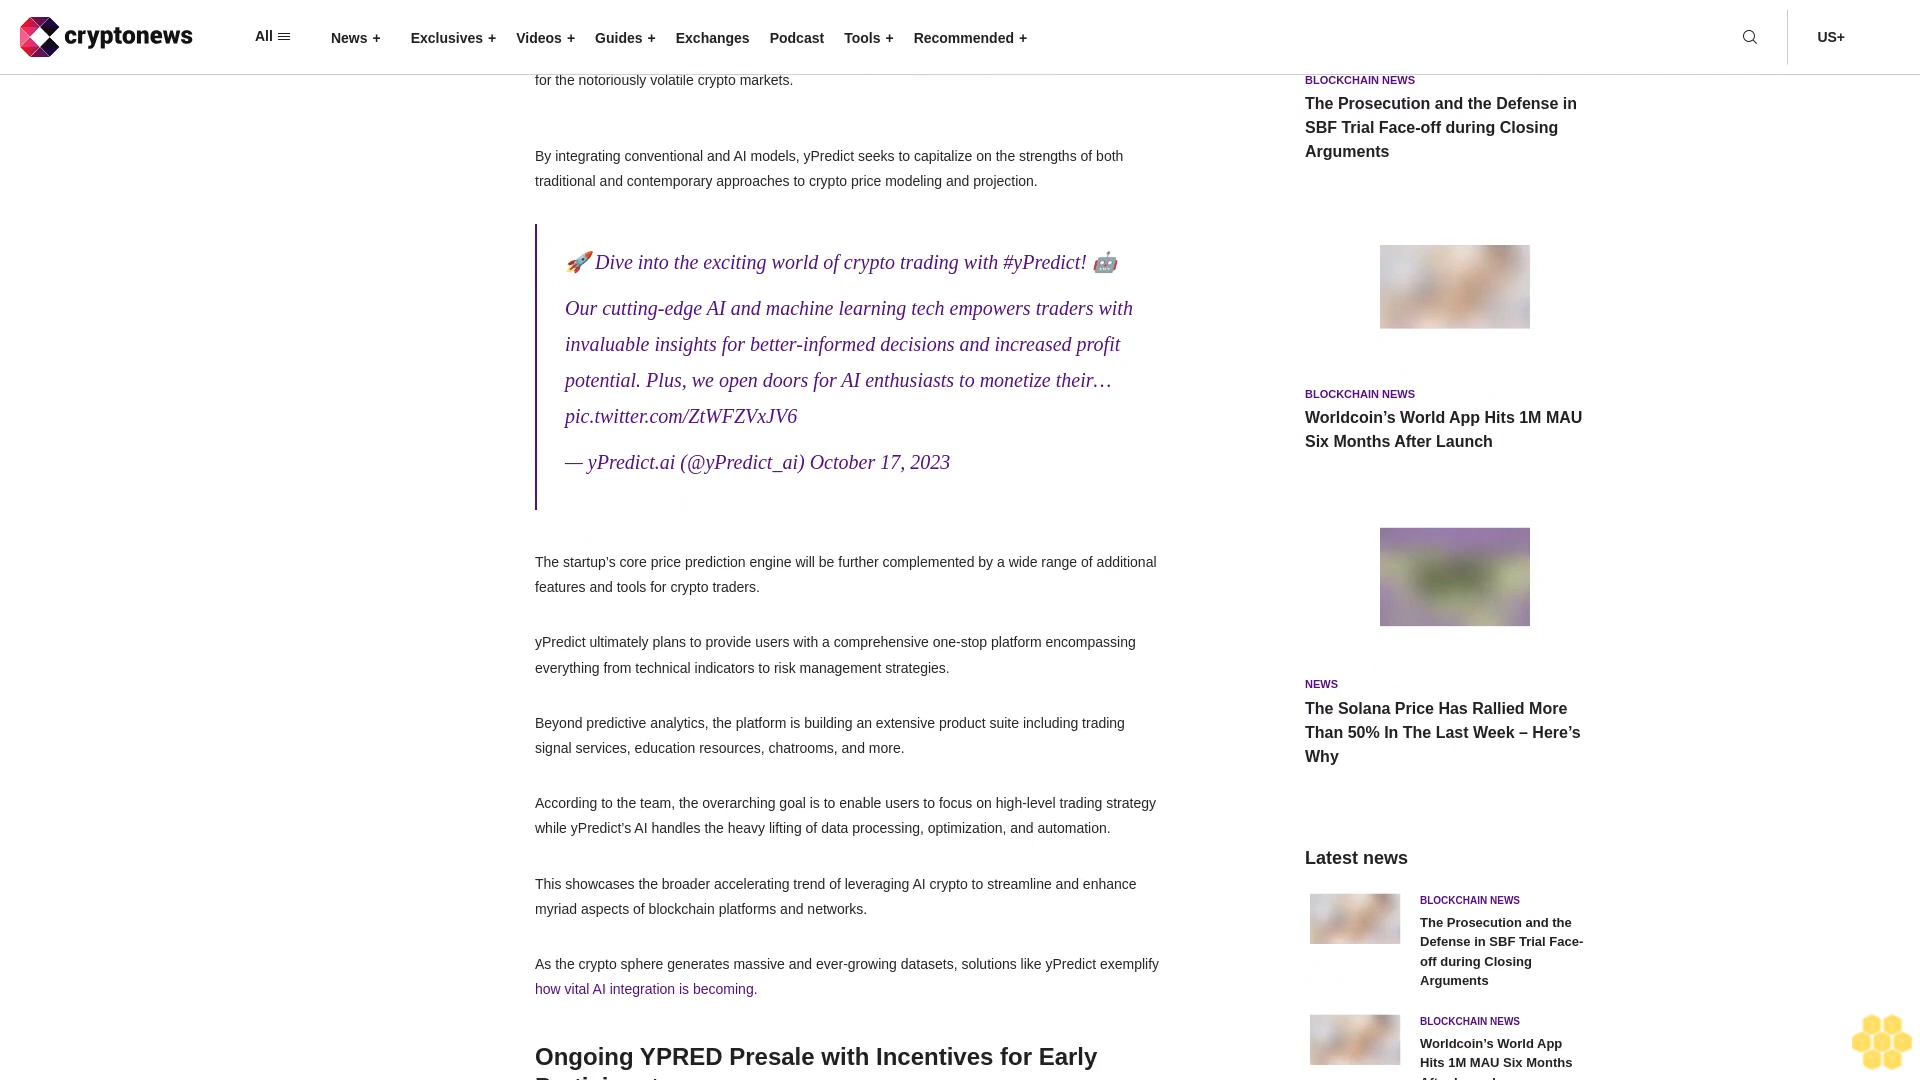 cryptonews
All
News +
Exclusives +
Videos +
Guides +
Exchanges
Podcast
Tools +
Recommended +
US+
for the notoriously volatile crypto markets.
By integrating conventional and AI models, yPredict seeks to capitalize on the strengths of both
traditional and contemporary approaches to crypto price modeling and projection.
🚀Dive into the exciting world of crypto trading with #yPredict! 🤖
Our cutting-edge AI and machine learning tech empowers traders with
invaluable insights for better-informed decisions and increased profit
potential. Plus, we open doors for AI enthusiasts to monetize their…
pic.twitter.com/ZtWFZVxJV6
— yPredict.ai (@yPredict_ai) October 17, 2023
The startup’s core price prediction engine will be further complemented by a wide range of additional
features and tools for crypto traders.
yPredict ultimately plans to provide users with a comprehensive one-stop platform encompassing
everything from technical indicators to risk management strategies.
Beyond predictive analytics, the platform is building an extensive product suite including trading
signal services, education resources, chatrooms, and more.
According to the team, the overarching goal is to enable users to focus on high-level trading strategy
while yPredict’s AI handles the heavy lifting of data processing, optimization, and automation.
This showcases the broader accelerating trend of leveraging AI crypto to streamline and enhance
myriad aspects of blockchain platforms and networks.
As the crypto sphere generates massive and ever-growing datasets, solutions like yPredict exemplify
how vital AI integration is becoming.
Ongoing YPRED Presale with Incentives for Early
BLOCKCHAIN NEWS
The Prosecution and the Defense in
SBF Trial Face-off during Closing
Arguments
BLOCKCHAIN NEWS
Worldcoin’s World App Hits 1M MAU
Six Months After Launch
NEWS
The Solana Price Has Rallied More
Than 50% In The Last Week – Here’s
Why
Latest news
BLOCKCHAIN NEWS
The Prosecution and the
Defense in SBF Trial Face-
off during Closing
Arguments
BLOCKCHAIN NEWS
Worldcoin’s World App
Hits 1M MAU Six Months